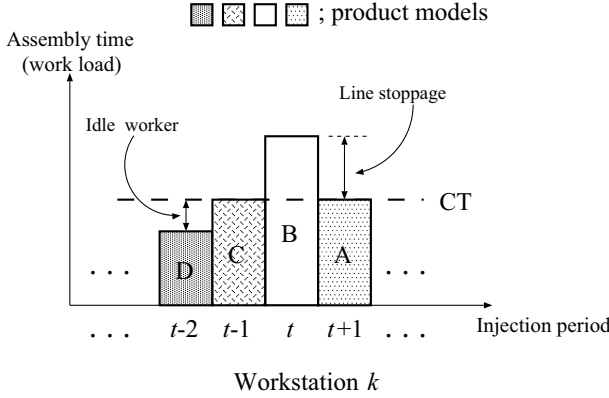 ; product models
Assembly time
(work load)
Line stoppage
Idle worker
CT
B
D
C
A
. . .
. . .
. . . t-2 t-1 t t+1 . . .
Injection period
Workstation k